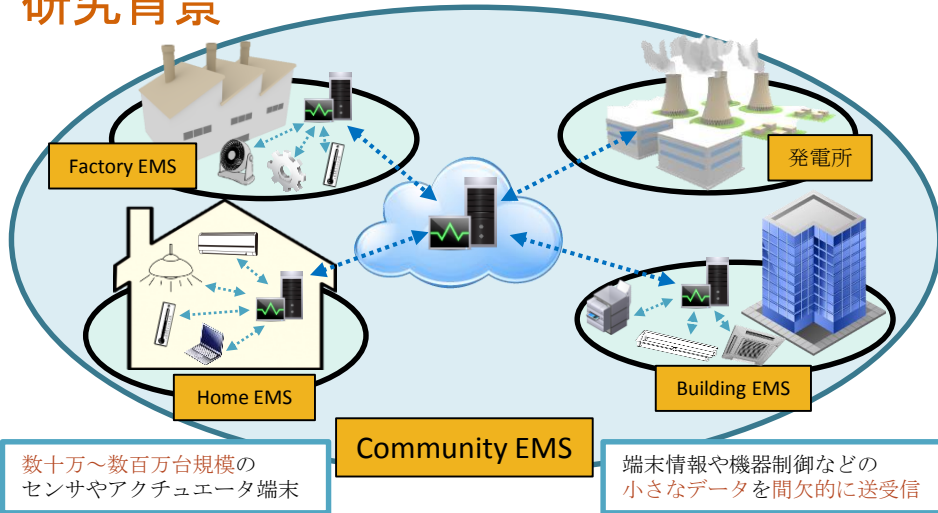 研究背景
Factory EMS
発電所
Home EMS
Building EMS
Community EMS
数十万～数百万台規模の
センサやアクチュエータ端末
端末情報や機器制御などの
小さなデータを間欠的に送受信